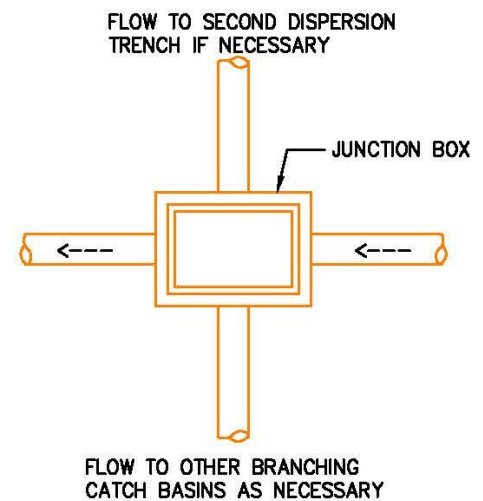 FLOW TO SECOND DISPERSION
TRENCH IF NECESSARY
JUNCTION BOX
<---
<---
FLOW TO OTHER BRANCHING
CATCH BASINS AS NECESSARY